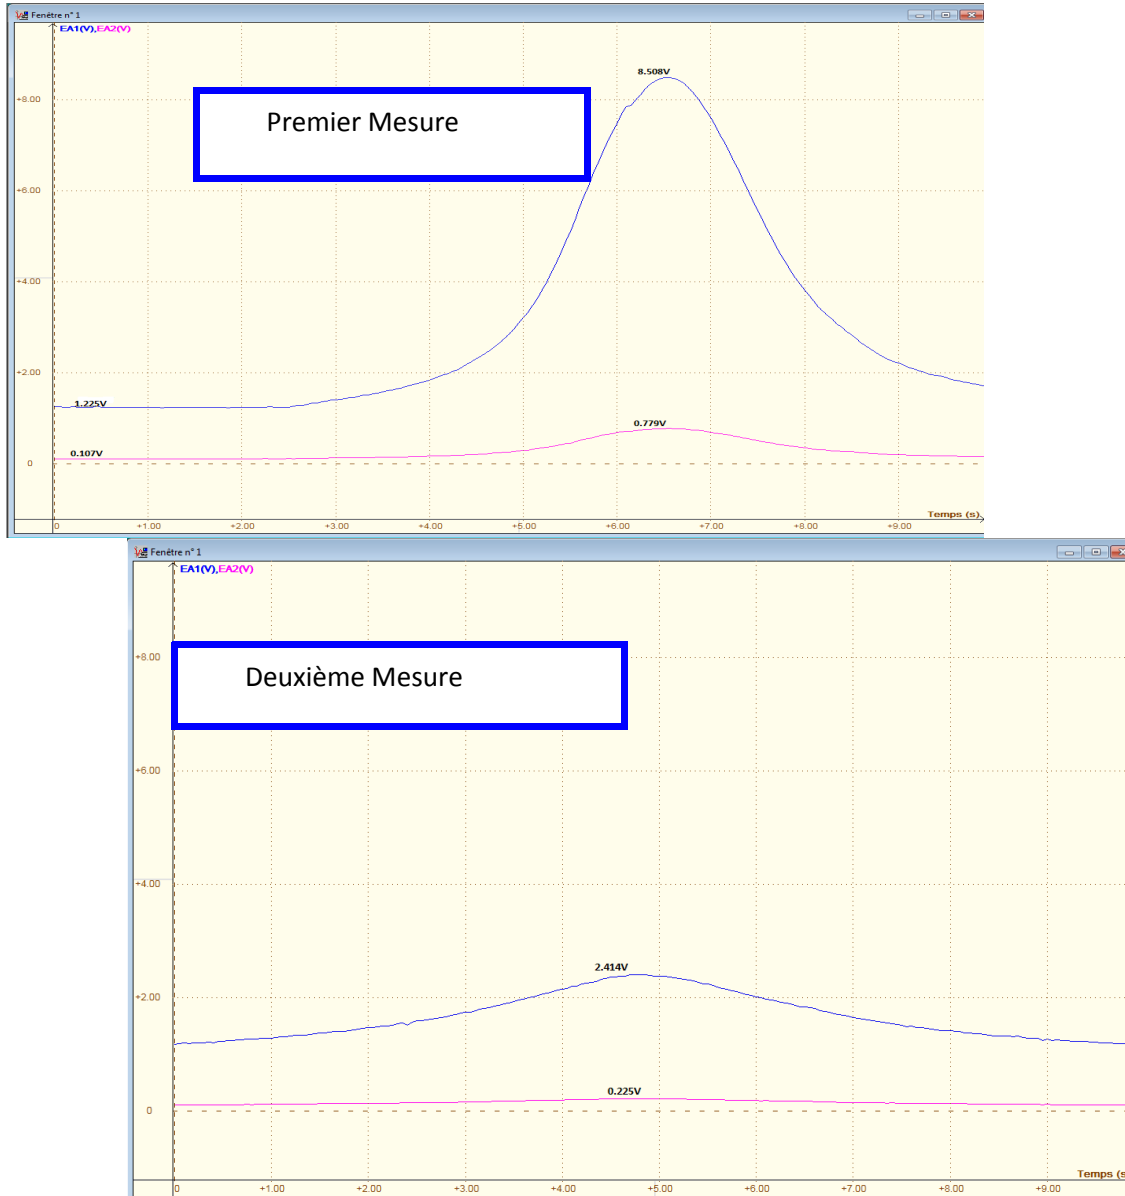 Fenêtre n° 1
EA1(V),EA2(V)
8.508V
+8.00
Premier Mesure
+6.00
+4.00
+2.00
1.225V
0.779V
0.107V
0
Temps (s)
0 +1.00 +2.00 +3.00 +4.00 +5.00 +6.00 +7.00 +8.00 +9.00
Fenêtre n° 1
EA1(V),EA2(V)
+8.00
Deuxième Mesure
+6.00
+4.00
2.414V
+2.00
0.225V
0
Temps (s
0 +1.00 +2.00 +3.00 +4.00 +5.00 +6.00 +7.00 +8.00 +9.00